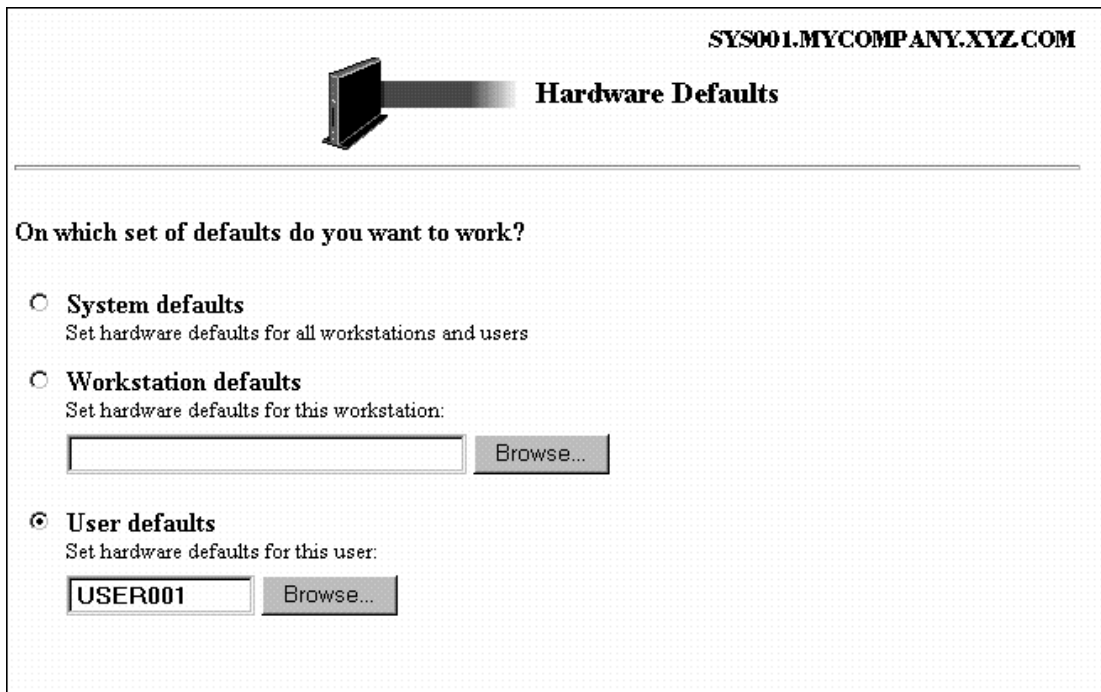 SYS001.MYCOMPANY.XYZ.COM
Hardware Defaults
On which set of defaults do you want to work?
System defaults
Set hardware defaults for all workstations and users
Workstation defaults
Set hardware defaults for this workstation:
Browse...
User defaults
Set hardware defaults for this user:
USER001 Browse...